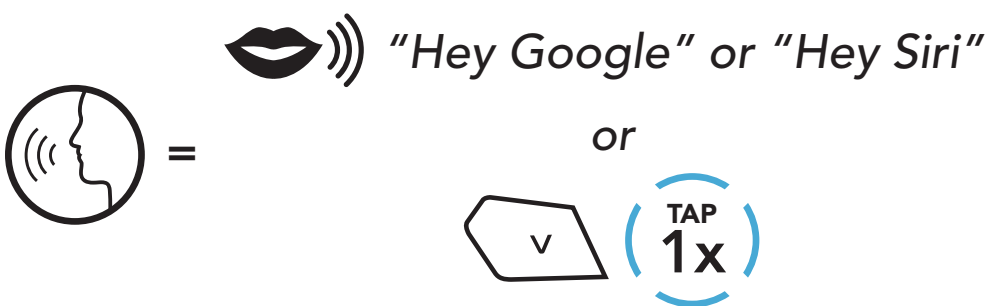 “Hey Google” or “Hey Siri”
=
or
V
TAP
1x